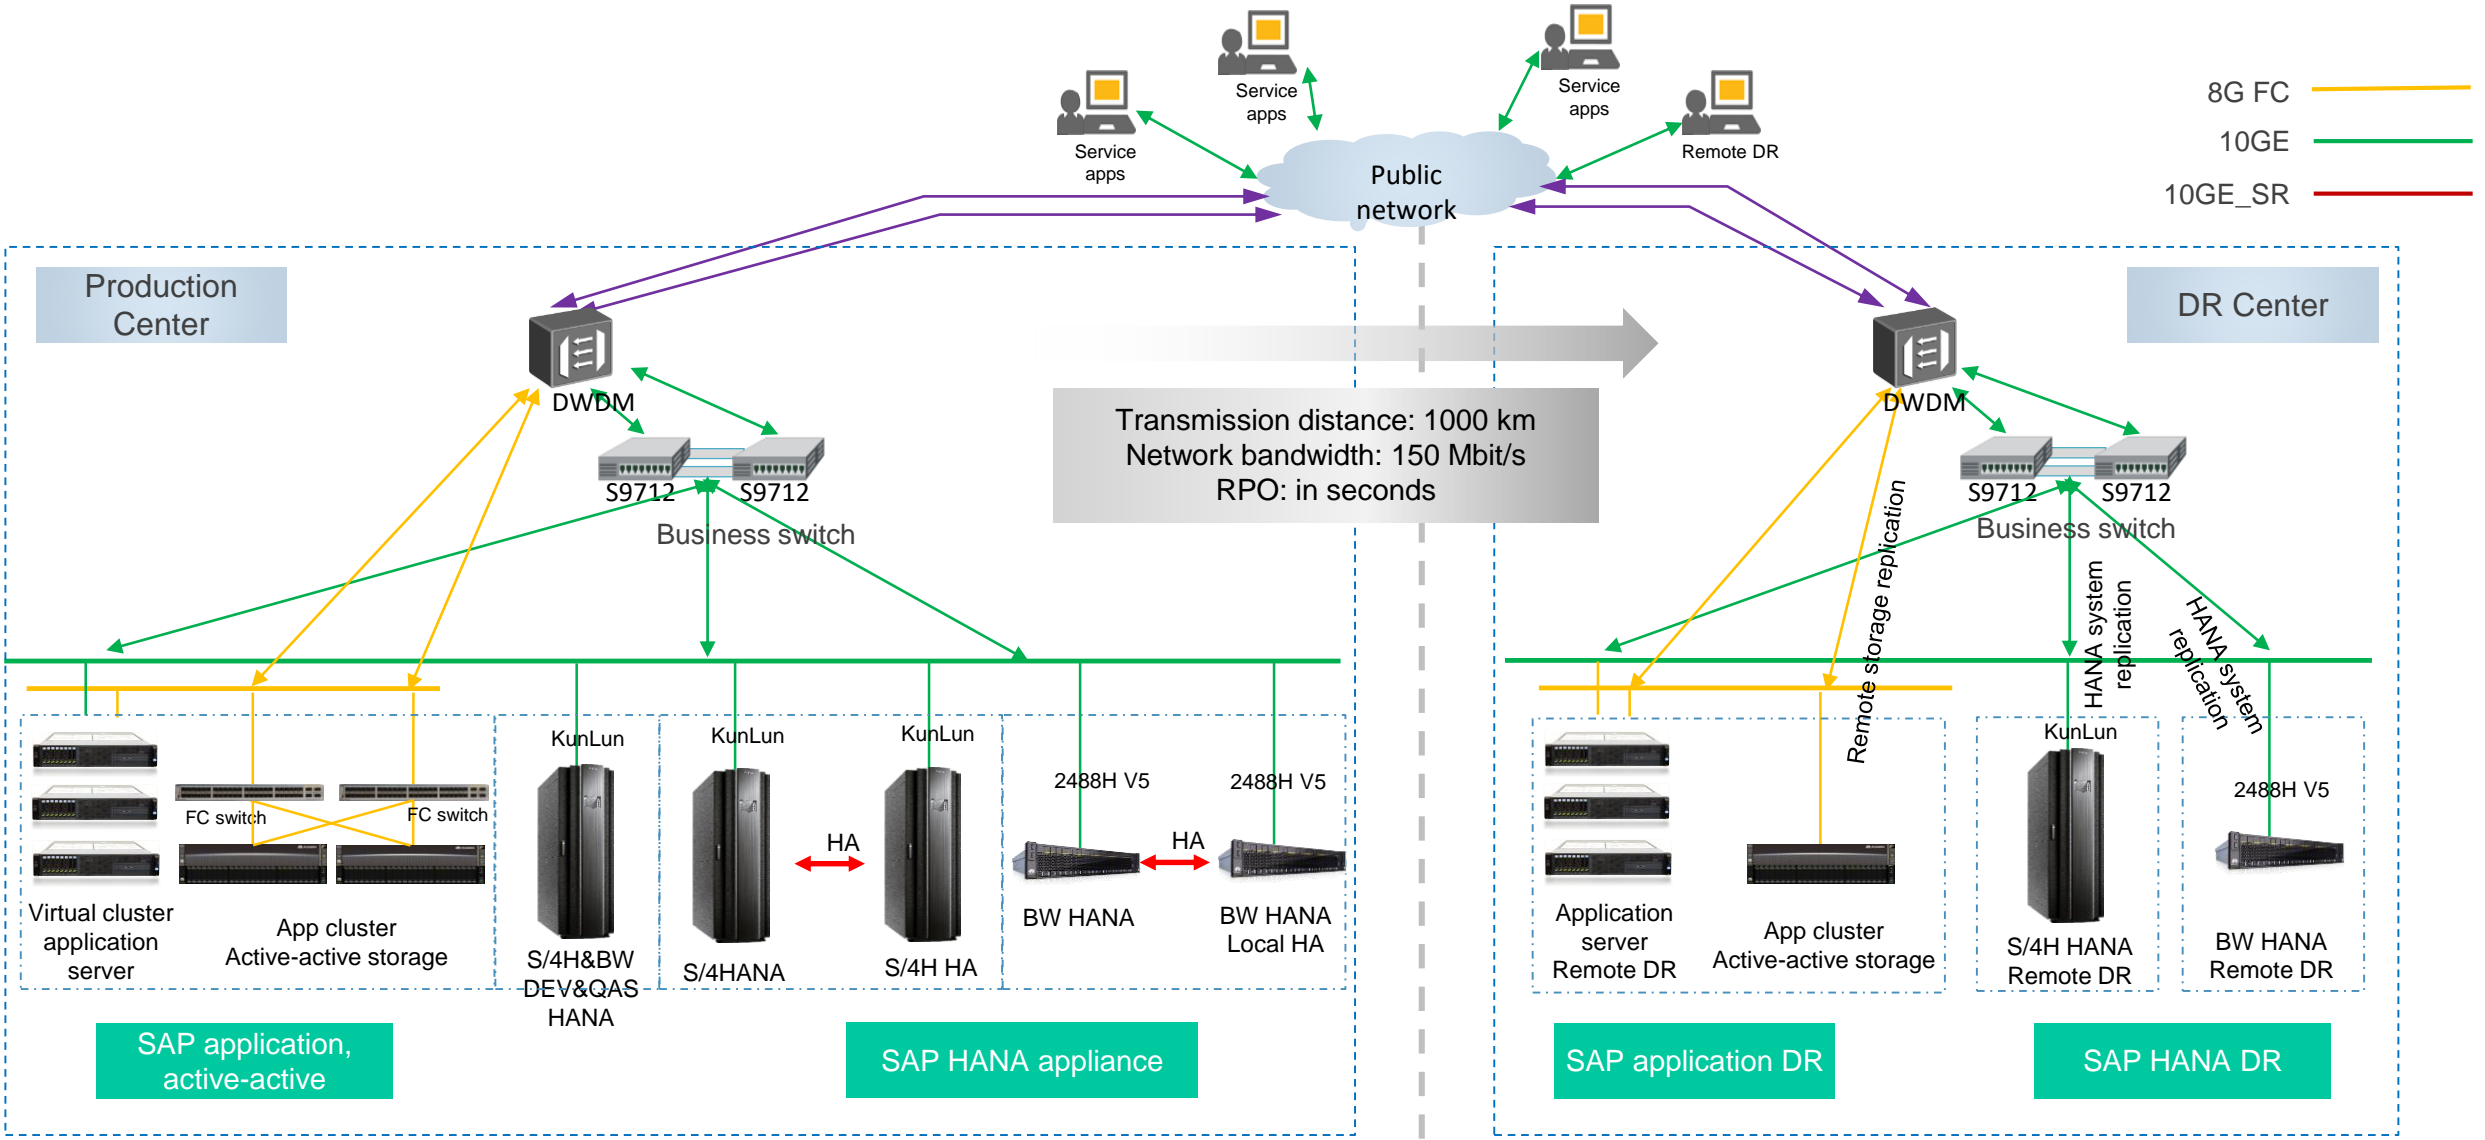 Service
apps
Service
apps
Service
apps
Remote DR
Public
network
8G FC
10GE
10GE_SR
Production
Center
DWDM
S9712
S9712
Business switch
Transmission distance: 1000 km
Network bandwidth: 150 Mbit/s
RPO: in seconds
DR Center
DWDM
S9712
S9712
Business switch
Remote storage replication
HANA system
replication
HANA system
replication
FC switch
FC switch
Virtual cluster
application
server
App cluster
Active-active storage
KunLun
S/4H&BW
DEV&QAS
HANA
KunLun
S/4HANA
HA
KunLun
S/4H HA
2488H V5
BW HANA
HA
2488H V5
BW HANA
Local HA
SAP application,
active-active
SAP HANA appliance
Application
server
Remote DR
App cluster
Active-active storage
KunLun
S/4H HANA
Remote DR
2488H V5
BW HANA
Remote DR
SAP application DR
SAP HANA DR